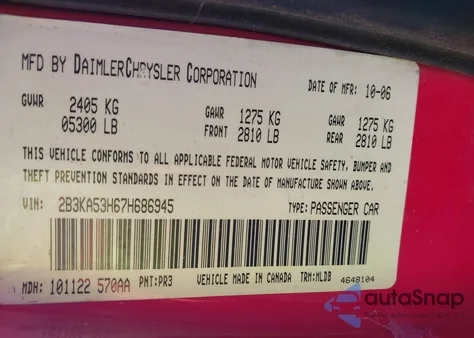 MFD BY DAIMLERCHRYSLER CORPORATION DATE OF MFR: 10-06
GVWR 2405 KG GAWR 1275 KG GAWR 1275 KG
05300 LB FRONT 2810 LB REAR 2810 LB
THIS VEHICLE CONFORMS TO ALL APPLICABLE FEDERAL MOTOR VEHICLE SAFETY, BUMPER AND
THEFT PREVENTION STANDARDS IN EFFECT ON THE DATE OF MANUFACTURE SHOWN ABOVE.
VIN: 2B3KA53H67H686945 TYPE: PASSENGER CAR
MDH: 101122 570AA PNT: PR3 VEHICLE MADE IN CANADA TRM: MLDB 4648104
autoSnap